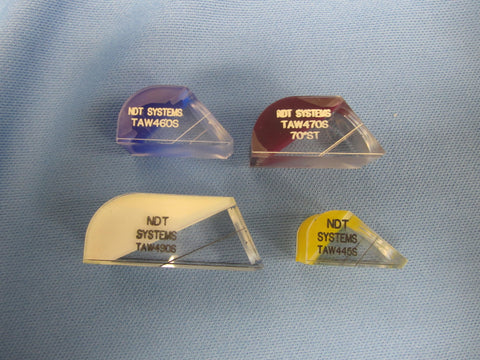 NDT SYSTEMS
TAW460S
NDT SYSTEMS
TAW470S
70°ST
NDT
SYSTEMS
TAW490S
NDT
SYSTEMS
TAW445S